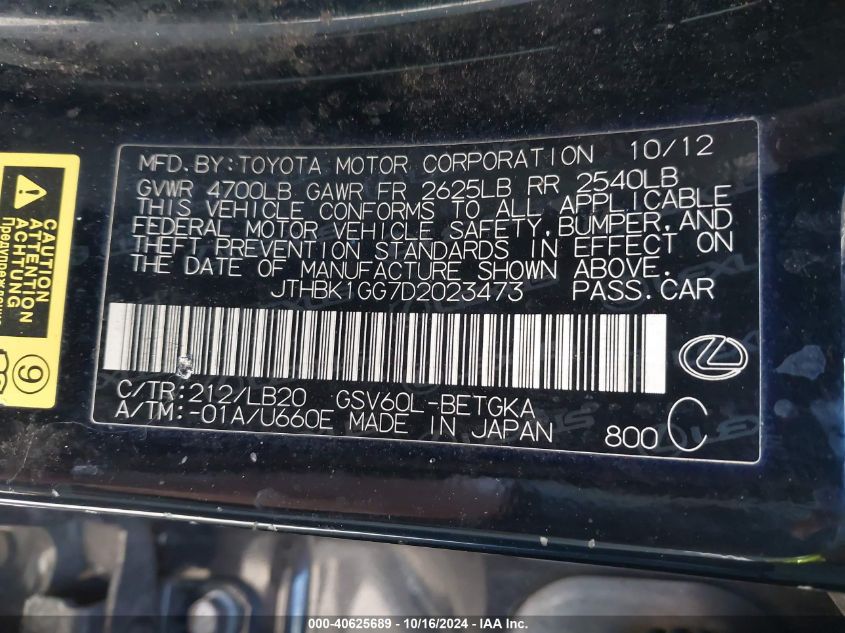 MFD.BY:TOYOTA MOTOR CORPORATION 10/12
GVWR 4700LB GAWR FR 2625LB RR 2540LB
THIS VEHICLE CONFORMS TO ALL APPLICABLE
FEDERAL MOTOR VEHICLE SAFETY,BUMPER,AND
THEFT PREVENTION STANDARDS IN EFFECT ON
THE DATE OF MANUFACTURE SHOWN ABOVE.
JTHBK1GG7D2023473 PASS.CAR
C/TR:212/LB20 GSV60L-BETGKA
A/TM:-01A/U660E MADE IN JAPAN 800 C
CAUTION
ATTENTION
ACHTUNG
9
000-40625689 - 10/16/2024 - IAA Inc.